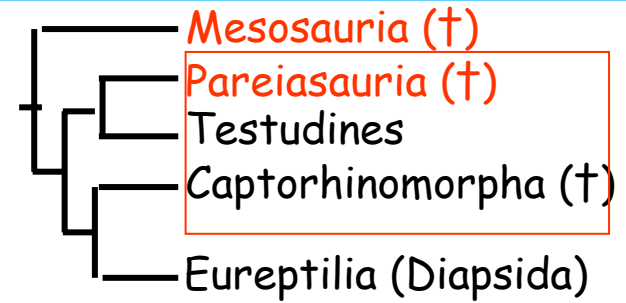 Mesosauria (†)
Pareiasauria (†)
Testudines
Captorhinomorpha (†)
Eureptilia (Diapsida)